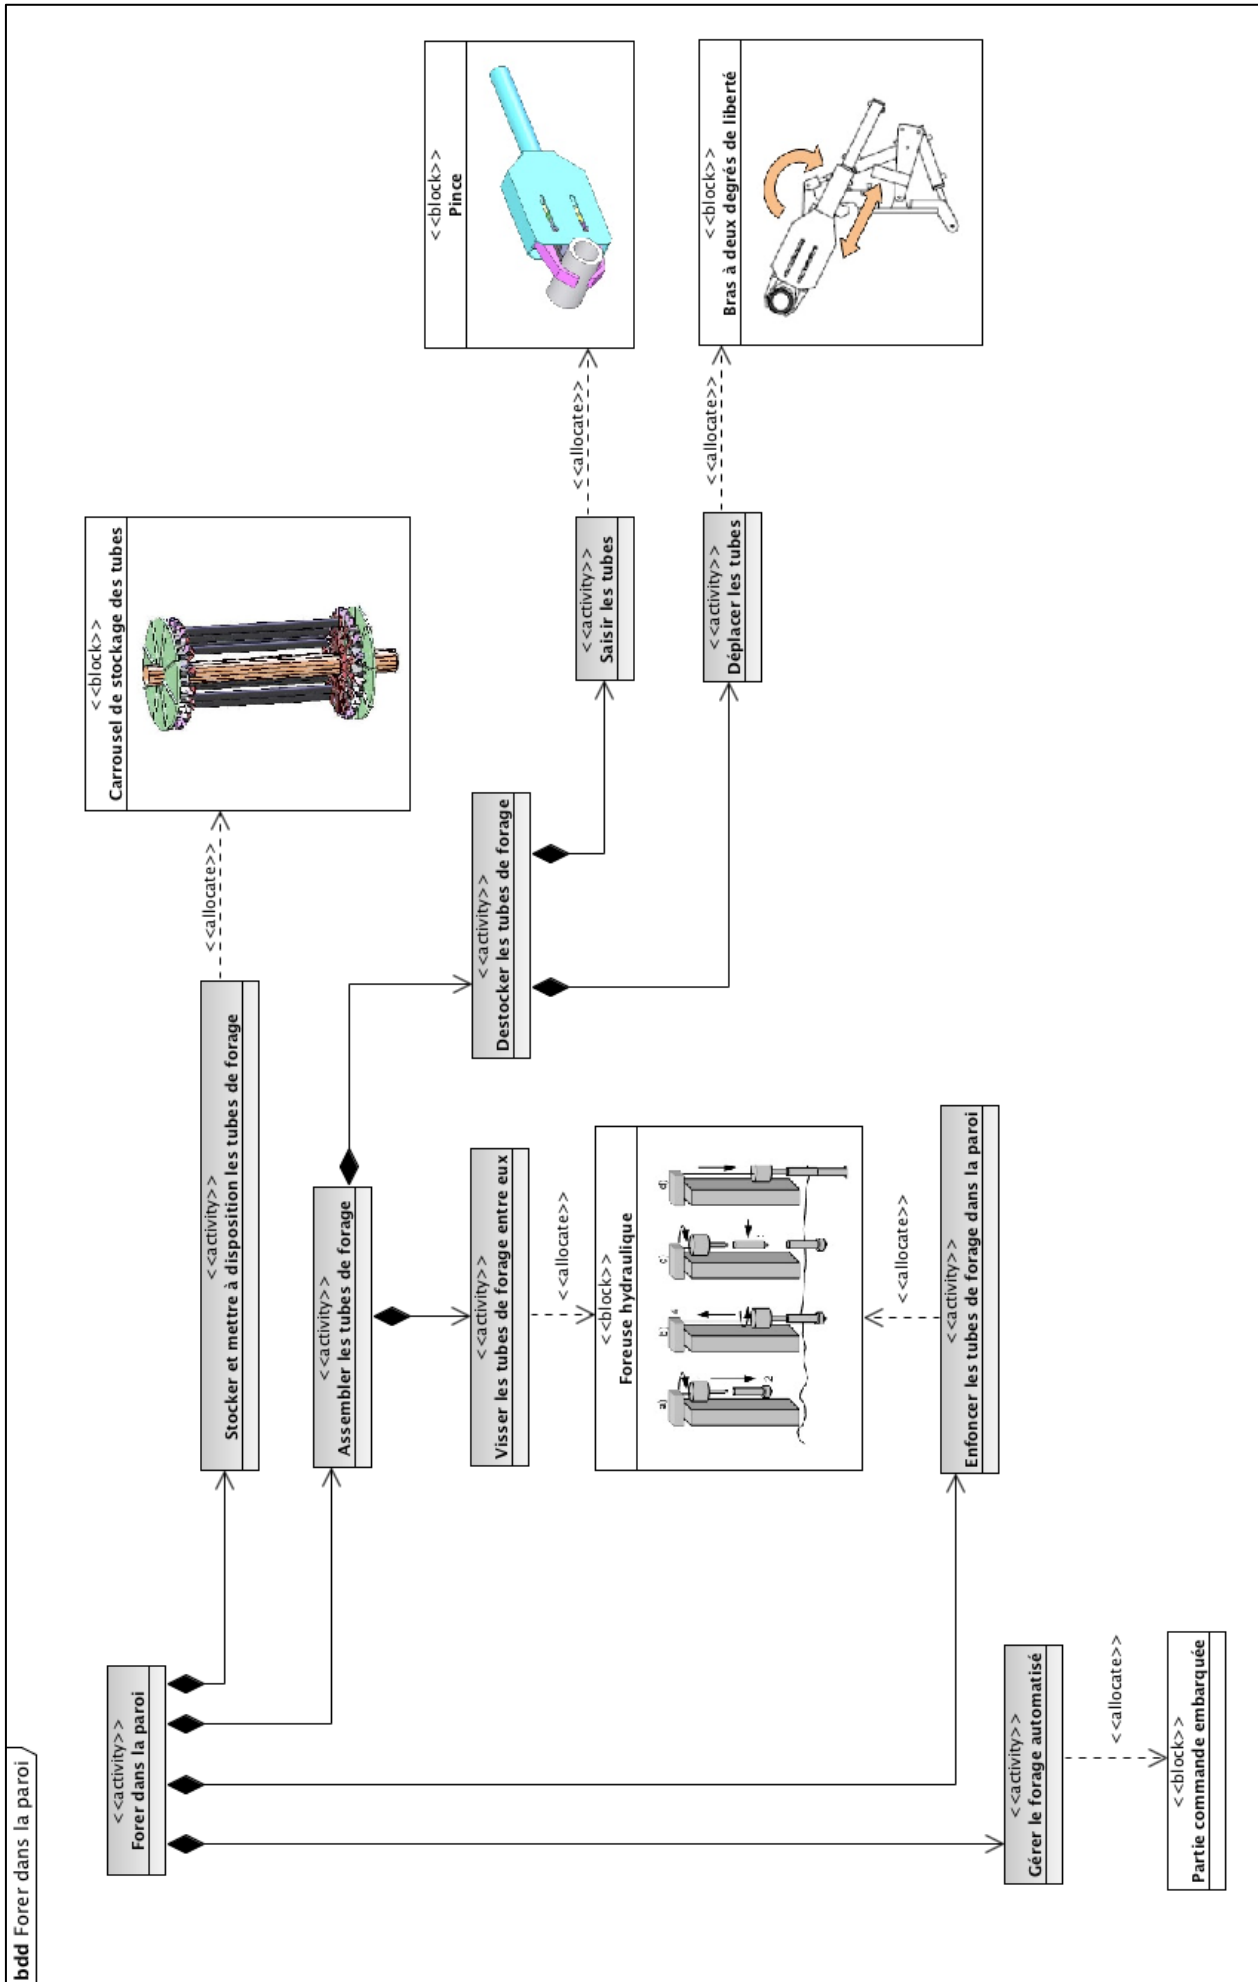 bdd Forer dans la paroi
<<activity>>
Forer dans la paroi
<<activity>>
Stocker et mettre à disposition les tubes de forage
<<allocate>>
<<block>>
Carrousel de stockage des tubes
<<activity>>
Assembler les tubes de forage
<<activity>>
Visser les tubes de forage entre eux
<<allocate>>
<<block>>
Foreuse hydraulique
a)
b)
c)
d)
2
4
<<activity>>
Destocker les tubes de forage
<<activity>>
Saisir les tubes
<<allocate>>
<<block>>
Pince
<<activity>>
Déplacer les tubes
<<allocate>>
<<block>>
Bras à deux degrés de liberté
<<allocate>>
<<activity>>
Enfoncer les tubes de forage dans la paroi
<<activity>>
Gérer le forage automatisé
<<allocate>>
<<block>>
Partie commande embarquée